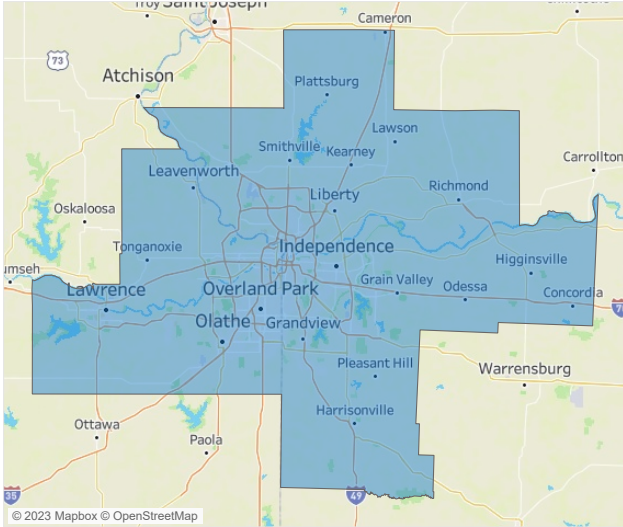 Saint Joseph
Cameron
73
Atchison
Plattsburg
Lawson
Smithville
Kearney
Carrollton
Leavenworth
Richmond
Liberty
Oskaloosa
Tonganoxie
Independence
Higginsville
umseh
Lawrence
Overland Park
Grain Valley
Odessa
Concordia
Olathe
Grandview
Pleasant Hill
Warrensburg
Harrisonville
Ottawa
Paola
35
49
© 2023 Mapbox © OpenStreetMap